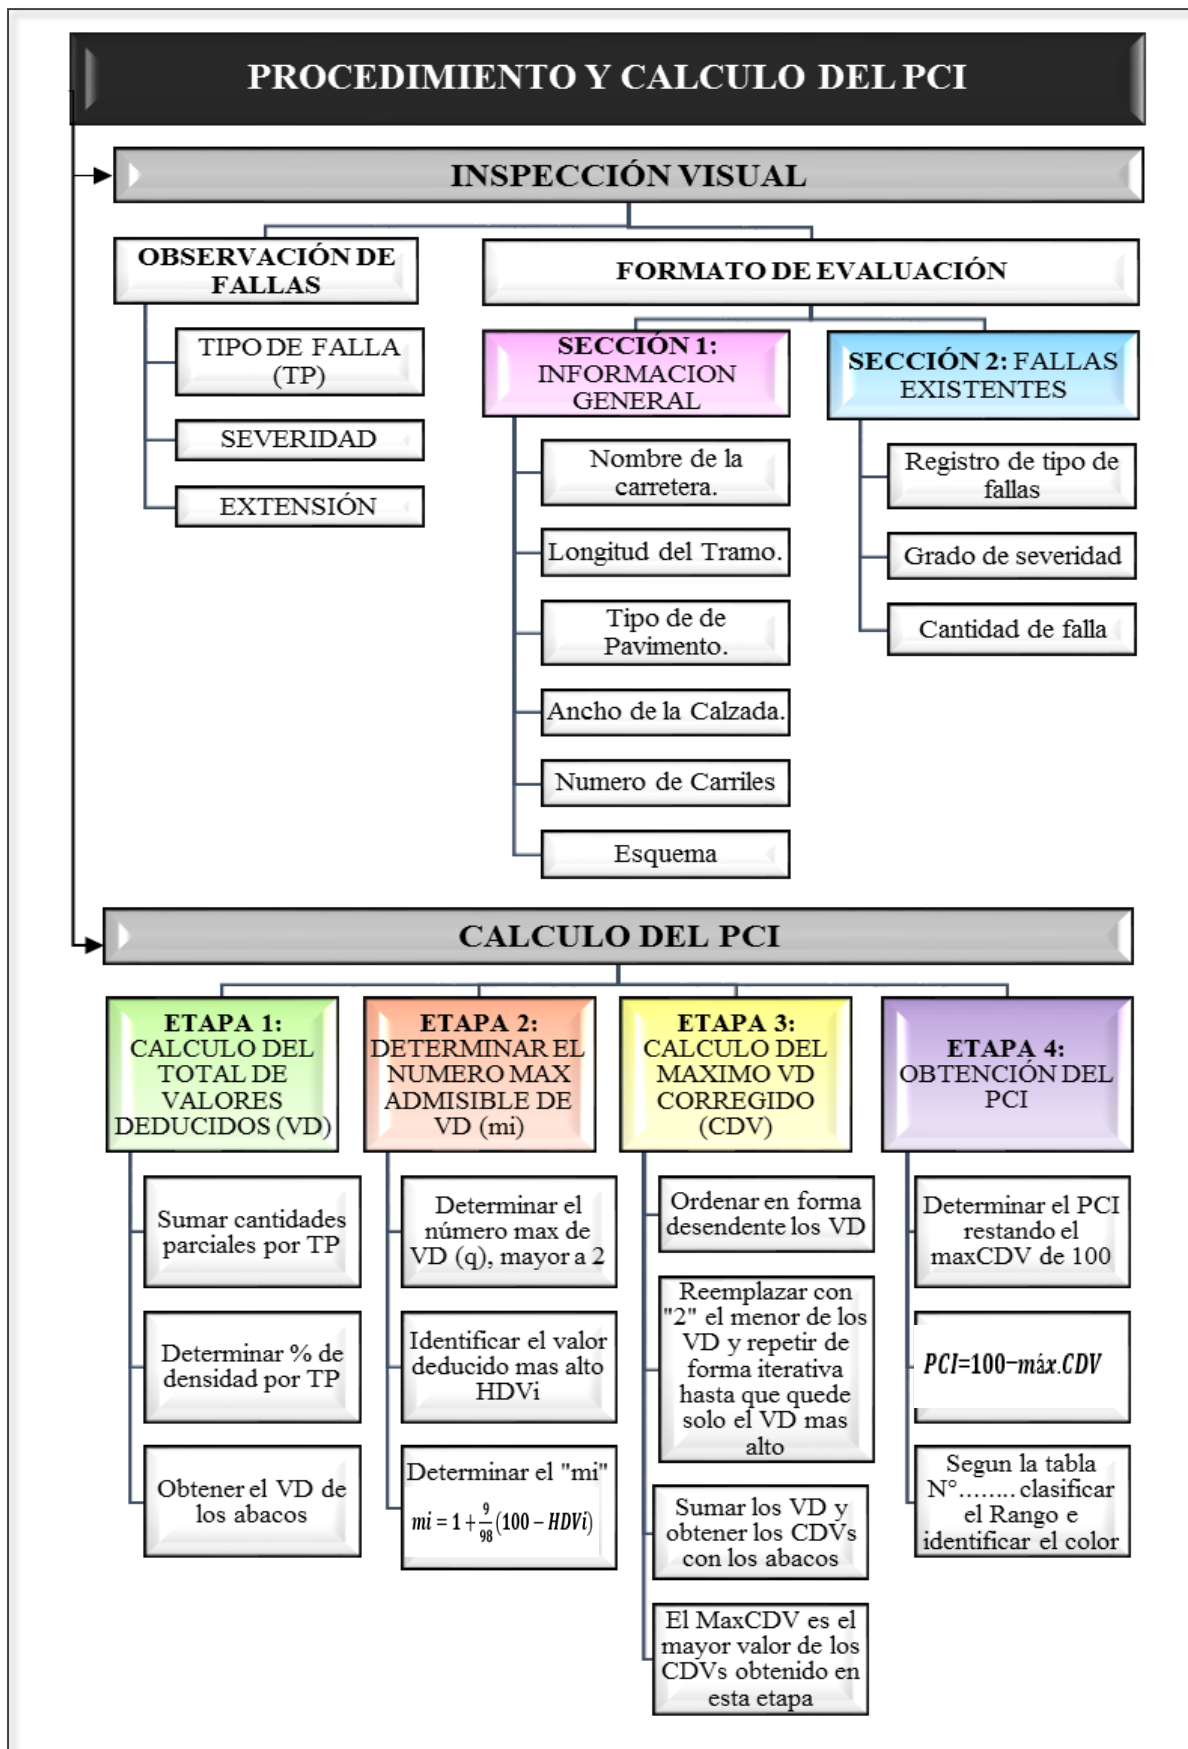 PROCEDIMIENTO Y CALCULO DEL PCI
INSPECCIÓN VISUAL
OBSERVACIÓN DE
FALLAS
TIPO DE FALLA
(TP)
SEVERIDAD
EXTENSIÓN
FORMATO DE EVALUACIÓN
SECCIÓN 1:
INFORMACION
GENERAL
Nombre de la
carretera.
Longitud del Tramo.
Tipo de de
Pavimento.
Ancho de la Calzada.
Numero de Carriles
Esquema
SECCIÓN 2: FALLAS
EXISTENTES
Registro de tipo de
fallas
Grado de severidad
Cantidad de falla
CALCULO DEL PCI
ETAPA 1:
CALCULO DEL
TOTAL DE
VALORES
DEDUCIDOS (VD)
Sumar cantidades
parciales por TP
Determinar % de
densidad por TP
Obtener el VD de
los abacos
ETAPA 2:
DETERMINAR EL
NUMERO MAX
ADMISIBLE DE
VD (mi)
Determinar el
número max de
VD (q), mayor a 2
Identificar el valor
deducido mas alto
HDVi
Determinar el "mi"
mi = 1 + 9/98 (100 − HDVi)
ETAPA 3:
CALCULO DEL
MAXIMO VD
CORREGIDO
(CDV)
Ordenar en forma
desendente los VD
Reemplazar con
"2" el menor de los
VD y repetir de
forma iterativa
hasta que quede
solo el VD mas
alto
Sumar los VD y
obtener los CDVs
con los abacos
El MaxCDV es el
mayor valor de los
CDVs obtenido en
esta etapa
ETAPA 4:
OBTENCIÓN DEL
PCI
Determinar el PCI
restando el
maxCDV de 100
PCI=100−máx.CDV
Segun la tabla
N°........ clasificar
el Rango e
identificar el color